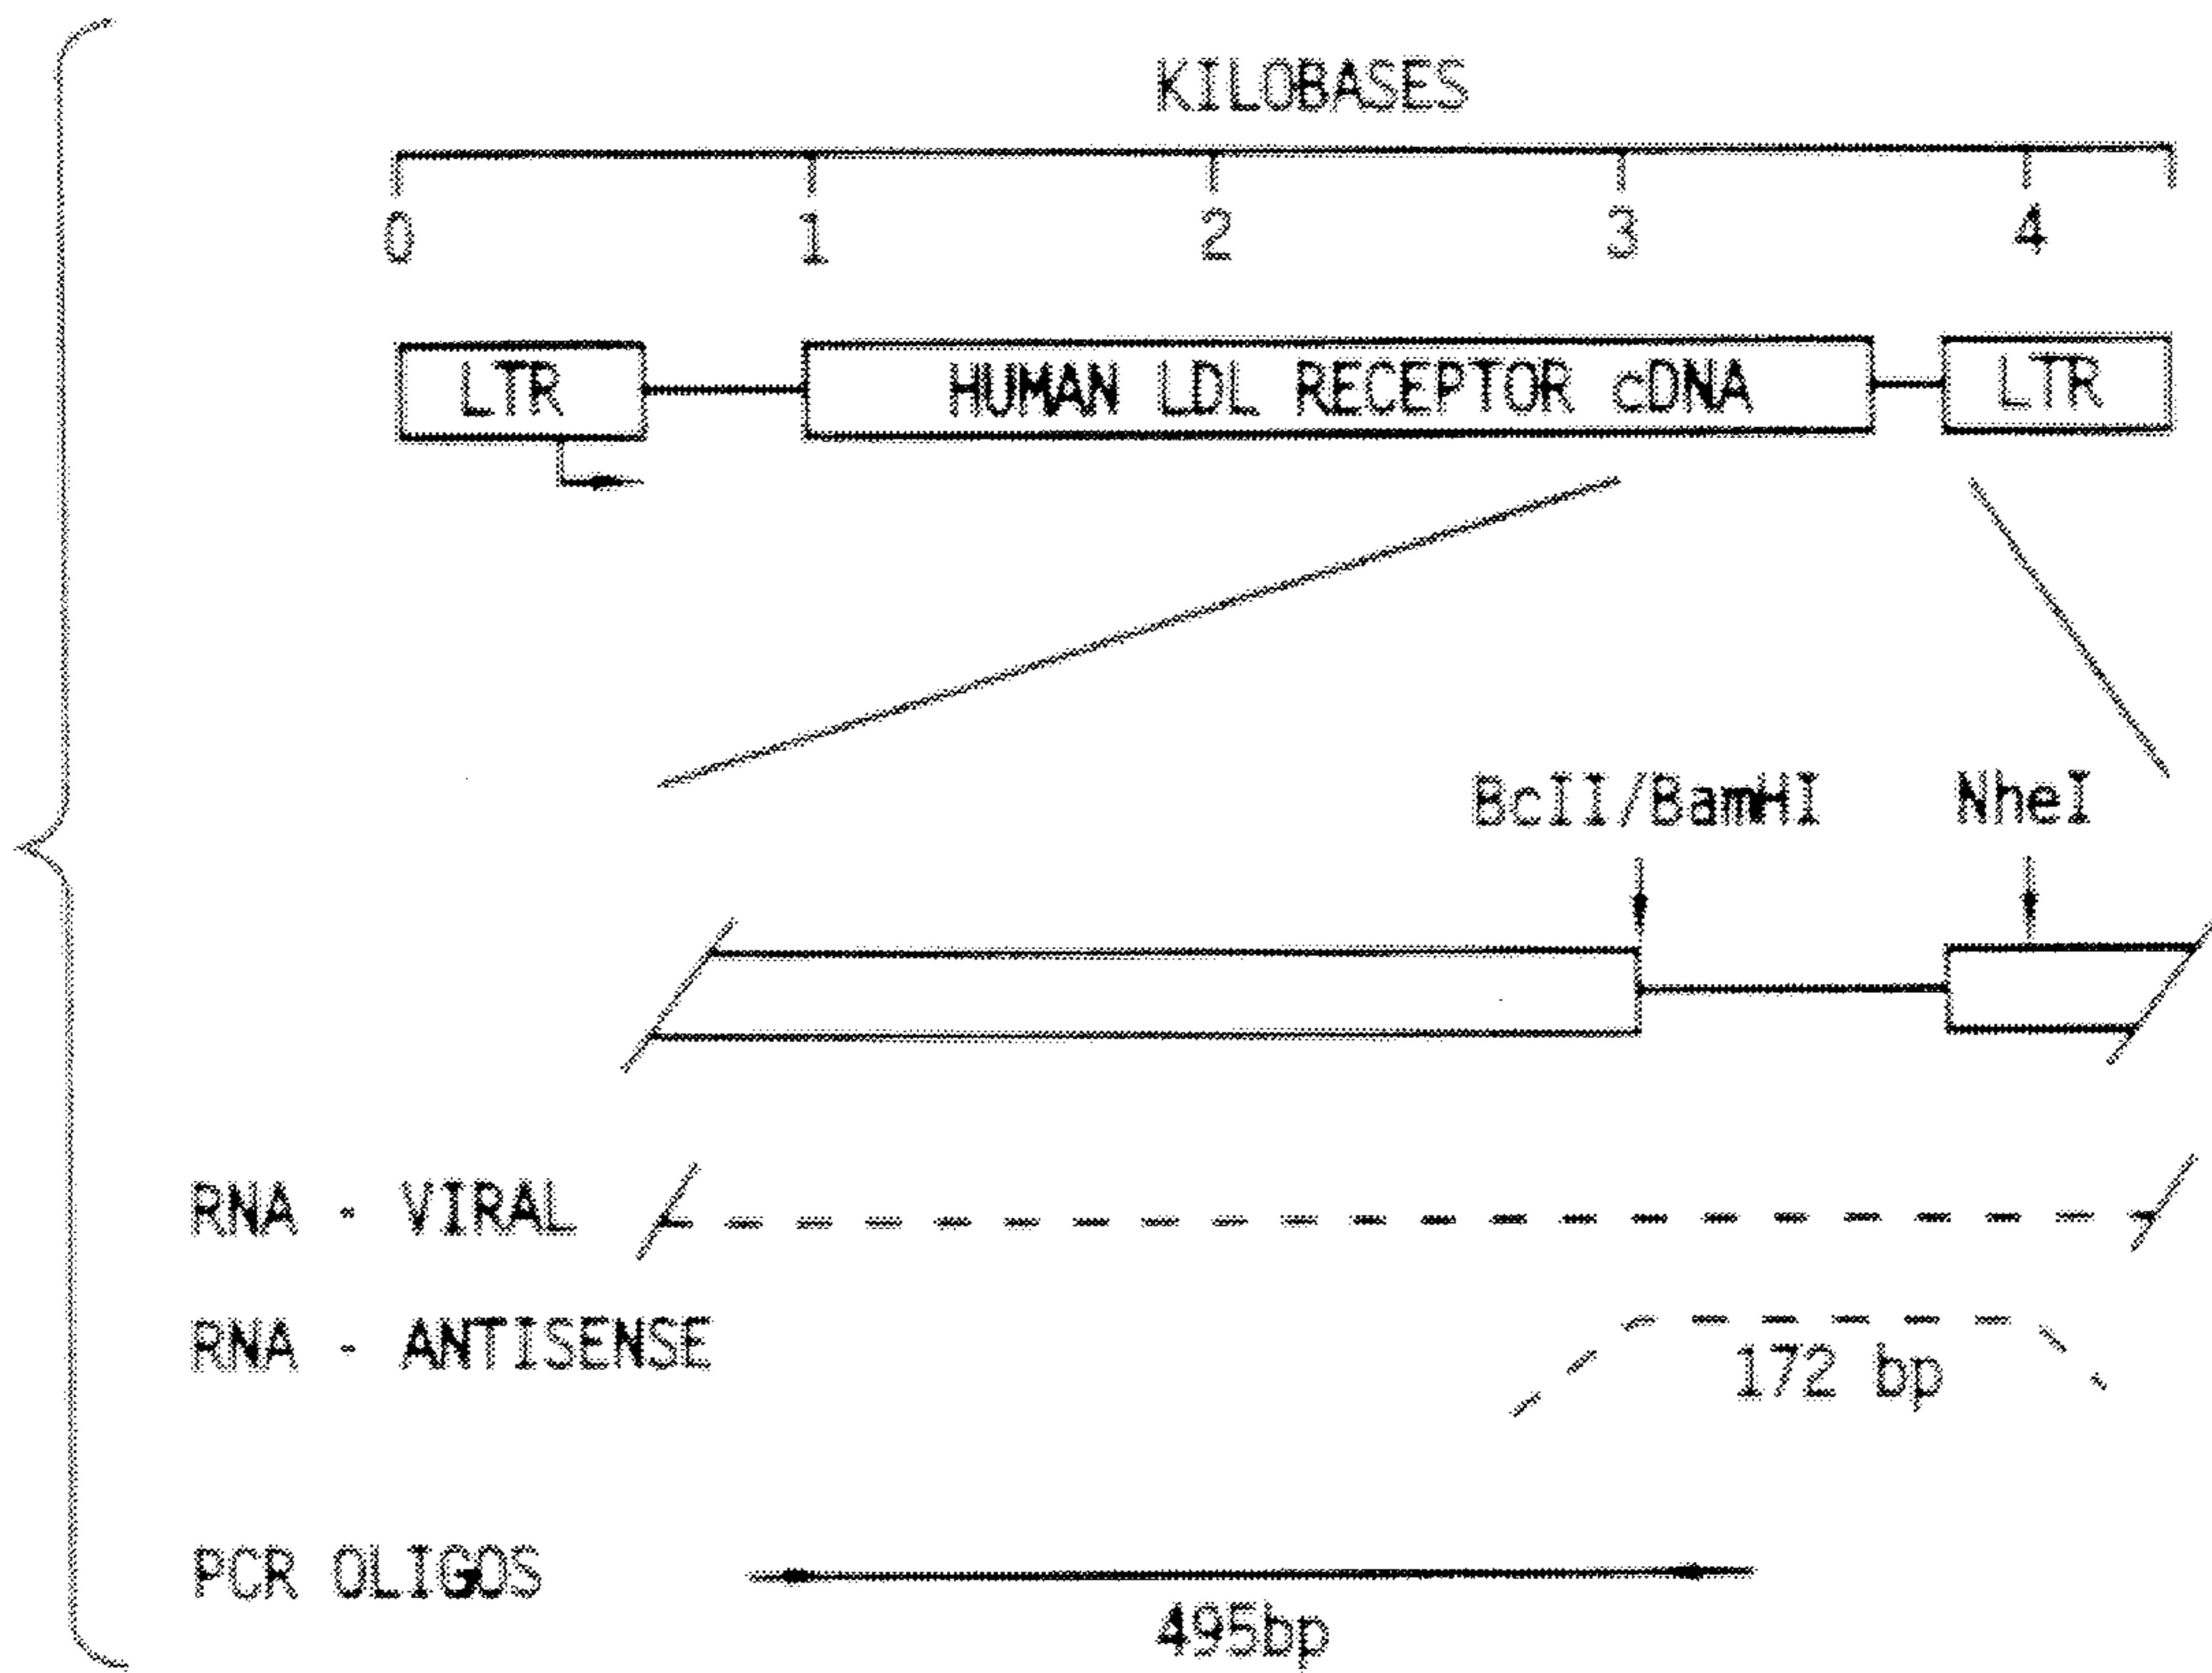 KILOBASES
0 1 2 3 4
LTR HUMAN LDL RECEPTOR cDNA LTR
BcII/BamHI NheI
RNA - VIRAL
RNA - ANTISENSE
172 bp
PCR OLIGOS
495bp